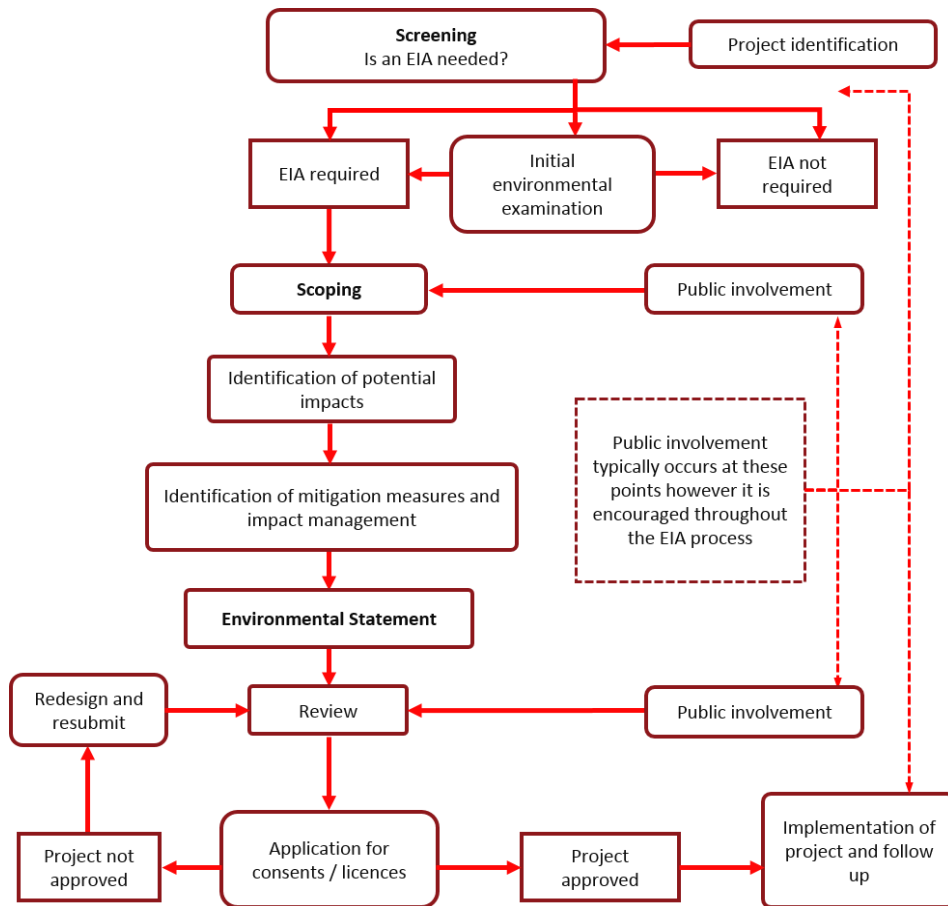 Screening
Is an EIA needed?
Project identification
EIA required
Initial
environmental
examination
EIA not
required
Scoping
Public involvement
Identification of potential
impacts
Public involvement
typically occurs at these
points however it is
encouraged throughout
the EIA process
Identification of mitigation measures and
impact management
Environmental Statement
Redesign and
resubmit
Review
Public involvement
Project not
approved
Application for
consents / licences
Project
approved
Implementation of
project and follow
up